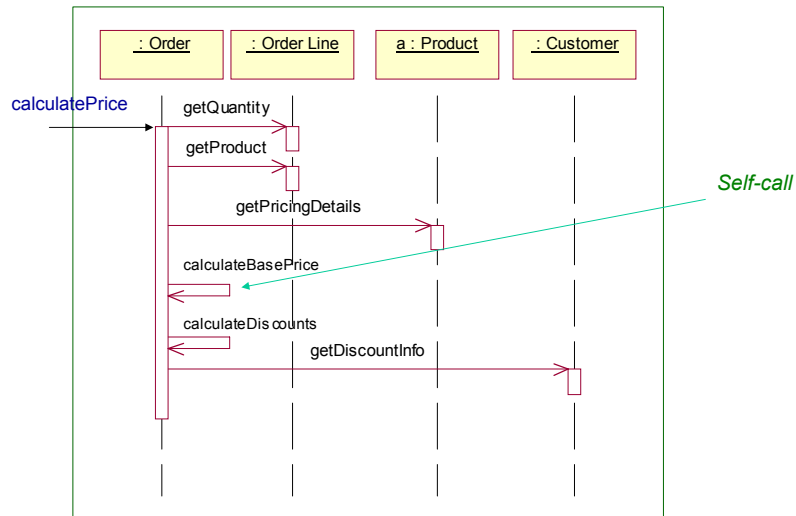 : Order
: Order Line
a : Product
: Customer
calculatePrice
getQuantity
getProduct
Self-call
getPricingDetails
calculateBasePrice
calculateDiscounts
getDiscountInfo